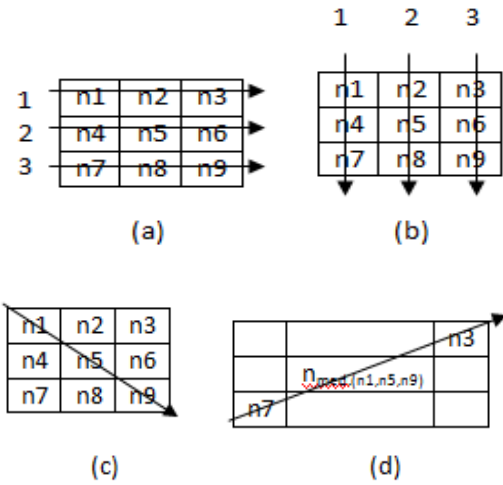 1 2 3
1 n1 n2 n3
2 n4 n5 n6
3 n7 n8 n9
n1 n2 n3
n4 n5 n6
n7 n8 n9
(a) (b)
n1 n2 n3
n4 n5 n6
n7 n8 n9
n3
nmed,(n1,n5,n9)
n7
(c) (d)